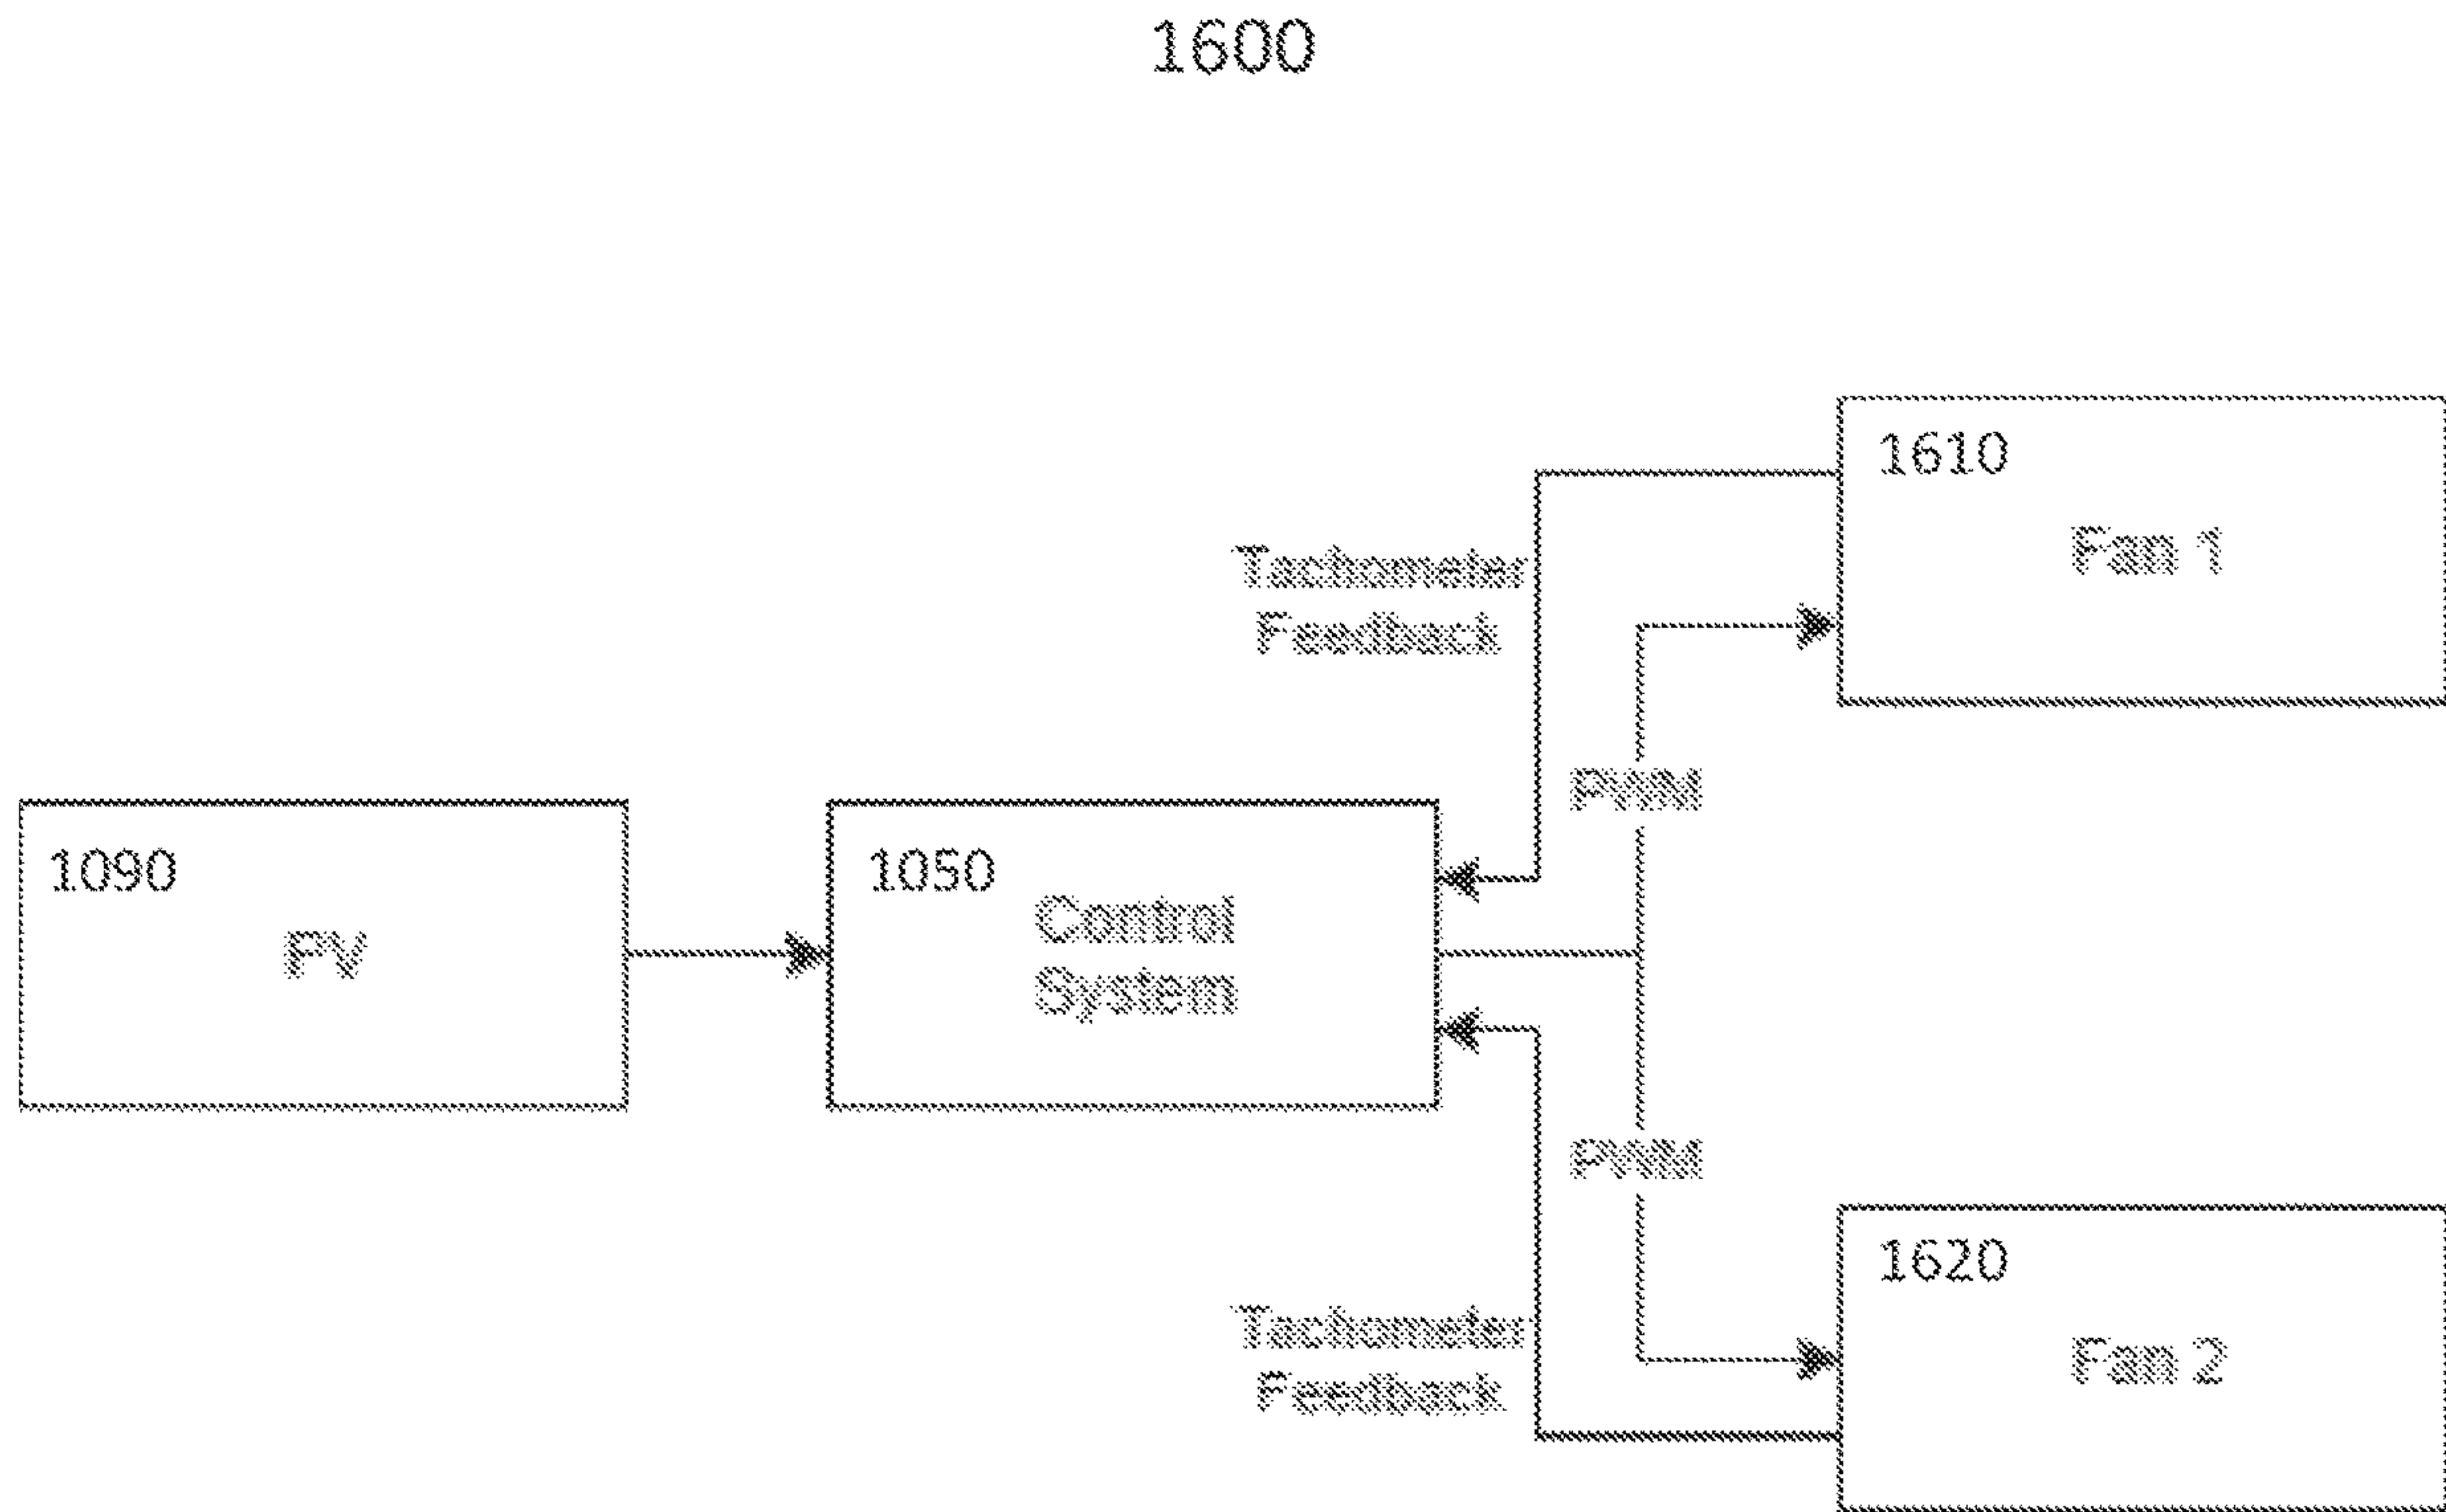 1600
1610
Fan 1
Tachometer
Feedback
PWM
1090
PV
1050
Control
System
PWM
1620
Fan 2
Tachometer
Feedback